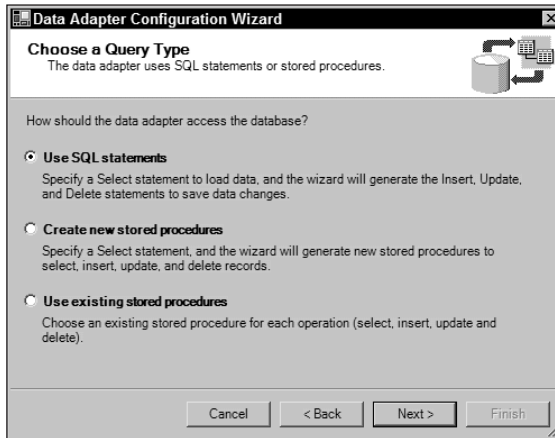 Data Adapter Configuration Wizard
Choose a Query Type
The data adapter uses SQL statements or stored procedures.
How should the data adapter access the database?
Use SQL statements
Specify a Select statement to load data, and the wizard will generate the Insert, Update,
and Delete statements to save data changes.
Create new stored procedures
Specify a Select statement, and the wizard will generate new stored procedures to
select, insert, update, and delete records.
Use existing stored procedures
Choose an existing stored procedure for each operation (select, insert, update and
delete).
Cancel < Back Next > Finish